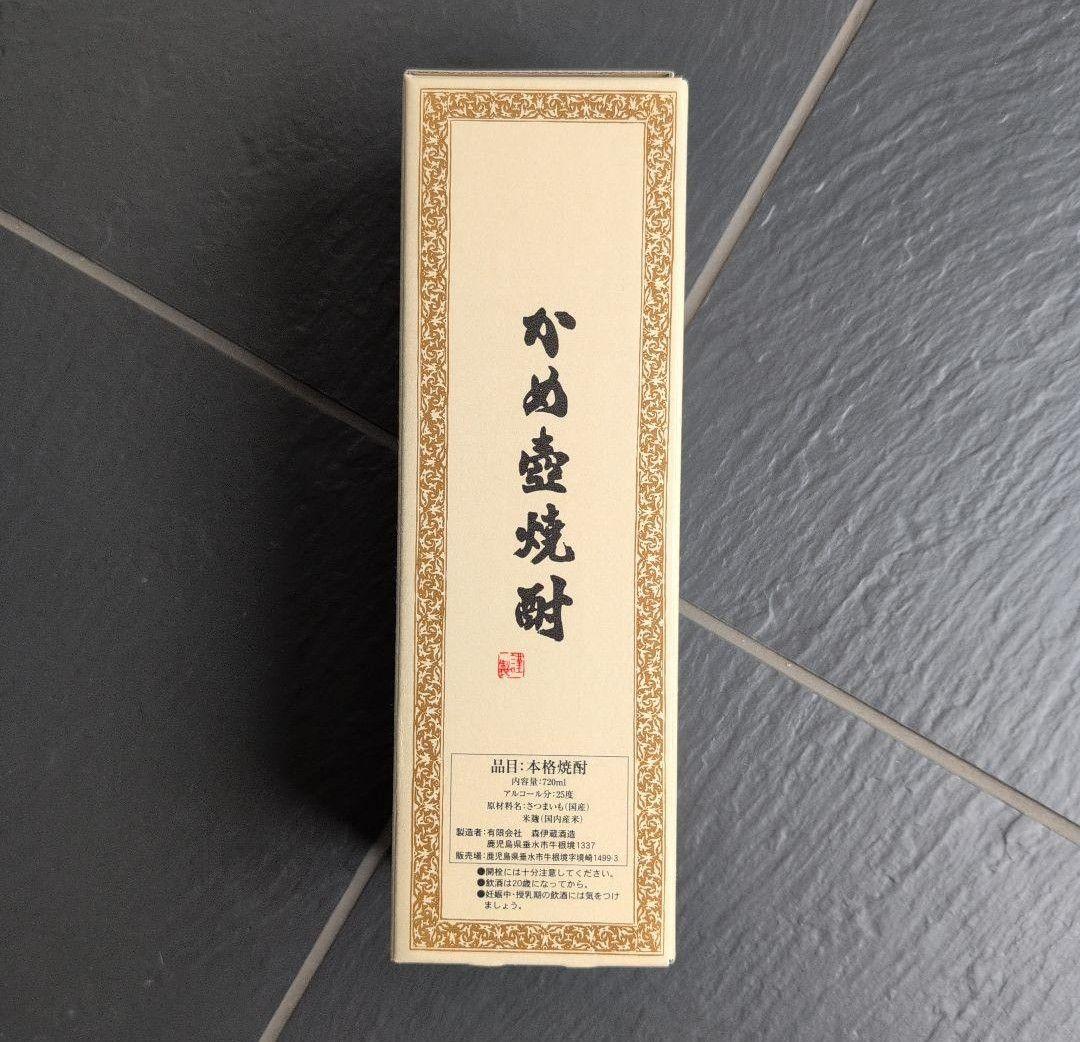 かめ壺焼酎
謹製
品目：本格焼酎
内容量：720ml
アルコール分：25度
原材料名：さつまいも（国産）
米麹（国内産米）
製造者：有限会社　森伊蔵酒造
鹿児島県垂水市牛根境1337
販売場：鹿児島県垂水市牛根境字境崎1499-3
●開栓には十分注意してください。
●飲酒は20歳になってから。
●妊娠中・授乳期の飲酒には気をつけ
ましょう。